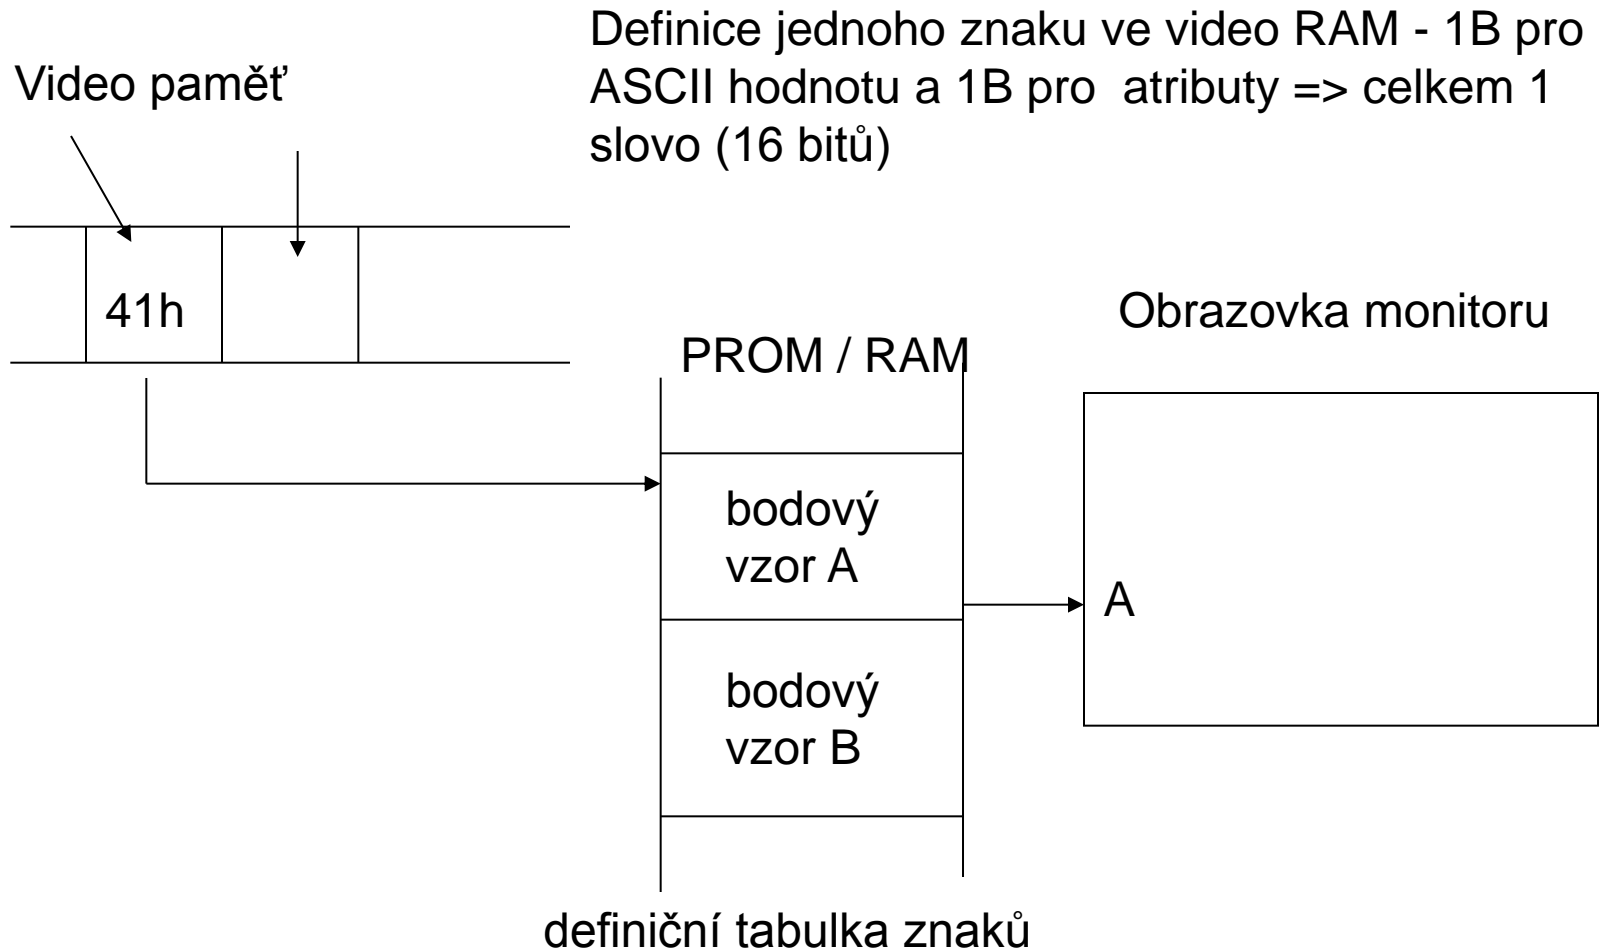 Definice jednoho znaku ve video RAM - 1B pro
ASCII hodnotu a 1B pro  atributy => celkem 1
slovo (16 bitů)
Video paměť
41h
Obrazovka monitoru
PROM / RAM
bodový
vzor A
A
bodový
vzor B
definiční tabulka znaků